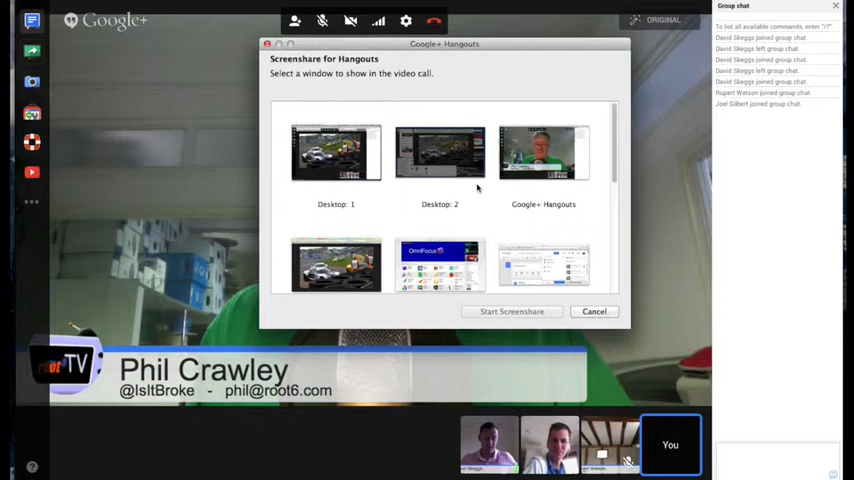 Google+
ORIGINAL
Group chat
To list all available commands, enter "/?"
David Skeggs joined group chat.
David Skeggs left group chat.
David Skeggs joined group chat.
David Skeggs left group chat.
David Skeggs joined group chat.
Rupert Watson joined group chat.
Joel Gilbert joined group chat.
Google+ Hangouts
Screenshare for Hangouts
Select a window to show in the video call.
Desktop: 1
Desktop: 2
Google+ Hangouts
OmniFocus
Start Screenshare
Cancel
root6 TV
Phil Crawley
@IsItBroke - phil@root6.com
You